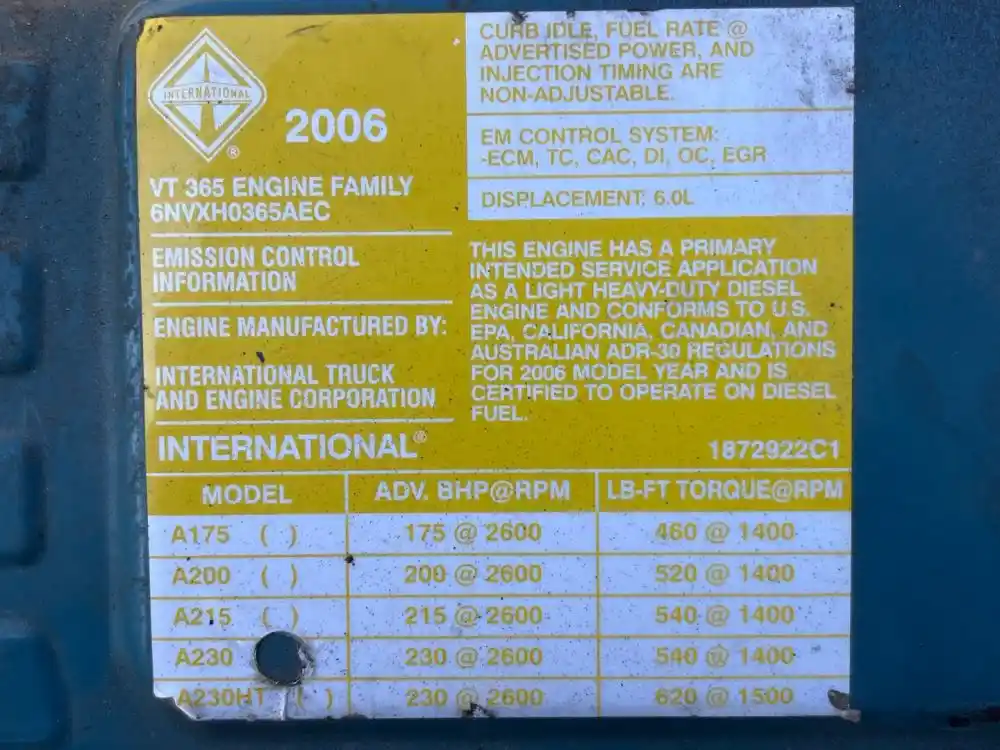 INTERNATIONAL
®
2006
VT 365 ENGINE FAMILY
6NVXH0365AEC
EMISSION CONTROL
INFORMATION
ENGINE MANUFACTURED BY:
INTERNATIONAL TRUCK
AND ENGINE CORPORATION
INTERNATIONAL®
CURB IDLE, FUEL RATE @
ADVERTISED POWER, AND
INJECTION TIMING ARE
NON-ADJUSTABLE.
EM CONTROL SYSTEM:
-ECM, TC, CAC, DI, OC, EGR
DISPLACEMENT: 6.0L
THIS ENGINE HAS A PRIMARY
INTENDED SERVICE APPLICATION
AS A LIGHT HEAVY-DUTY DIESEL
ENGINE AND CONFORMS TO U.S.
EPA, CALIFORNIA, CANADIAN, AND
AUSTRALIAN ADR-30 REGULATIONS
FOR 2006 MODEL YEAR AND IS
CERTIFIED TO OPERATE ON DIESEL
FUEL.
1872922C1
MODEL ADV. BHP@RPM LB-FT TORQUE@RPM
A175 ( ) 175 @ 2600 460 @ 1400
A200 ( ) 200 @ 2600 520 @ 1400
A215 ( ) 215 @ 2600 540 @ 1400
A230 230 @ 2600 540 @ 1400
A230HT ( ) 230 @ 2600 620 @ 1500